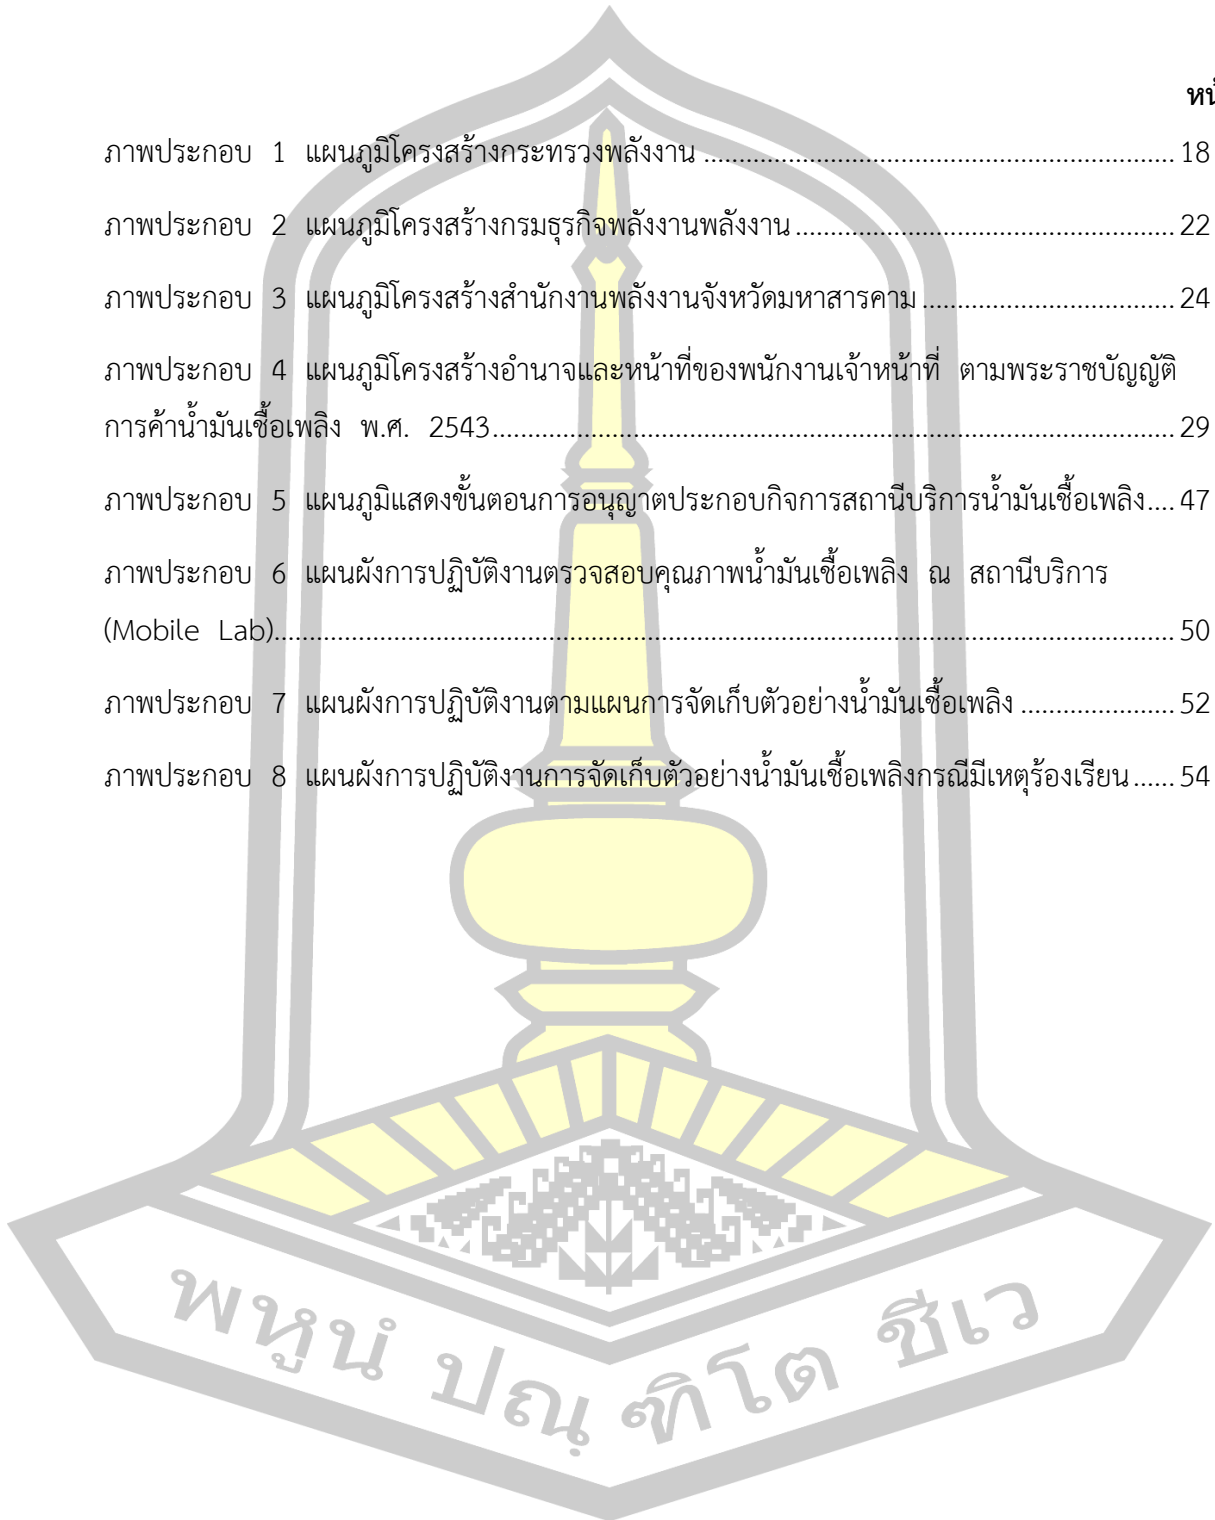 หน้
ภาพประกอบ 1 แผนภูมิโครงสร้างกระทรวงพลังงาน ........................................................................ 18
ภาพประกอบ 2 แผนภูมิโครงสร้างกรมธุรกิจพลังงานพลังงาน .......................................................... 22
ภาพประกอบ 3 แผนภูมิโครงสร้างสำนักงานพลังงานจังหวัดมหาสารคาม ....................................... 24
ภาพประกอบ 4 แผนภูมิโครงสร้างอำนาจและหน้าที่ของพนักงานเจ้าหน้าที่ ตามพระราชบัญญัติ
การค้าน้ำมันเชื้อเพลิง พ.ศ. 2543........................................................................................................ 29
ภาพประกอบ 5 แผนภูมิแสดงขั้นตอนการอนุญาตประกอบกิจการสถานีบริการน้ำมันเชื้อเพลิง.... 47
ภาพประกอบ 6 แผนผังการปฏิบัติงานตรวจสอบคุณภาพน้ำมันเชื้อเพลิง ณ สถานีบริการ
(Mobile Lab)......................................................................................................................................... 50
ภาพประกอบ 7 แผนผังการปฏิบัติงานตามแผนการจัดเก็บตัวอย่างน้ำมันเชื้อเพลิง ....................... 52
ภาพประกอบ 8 แผนผังการปฏิบัติงานการจัดเก็บตัวอย่างน้ำมันเชื้อเพลิงกรณีมีเหตุร้องเรียน ...... 54
พหูนํ ปณฺฑิโต ชีเว